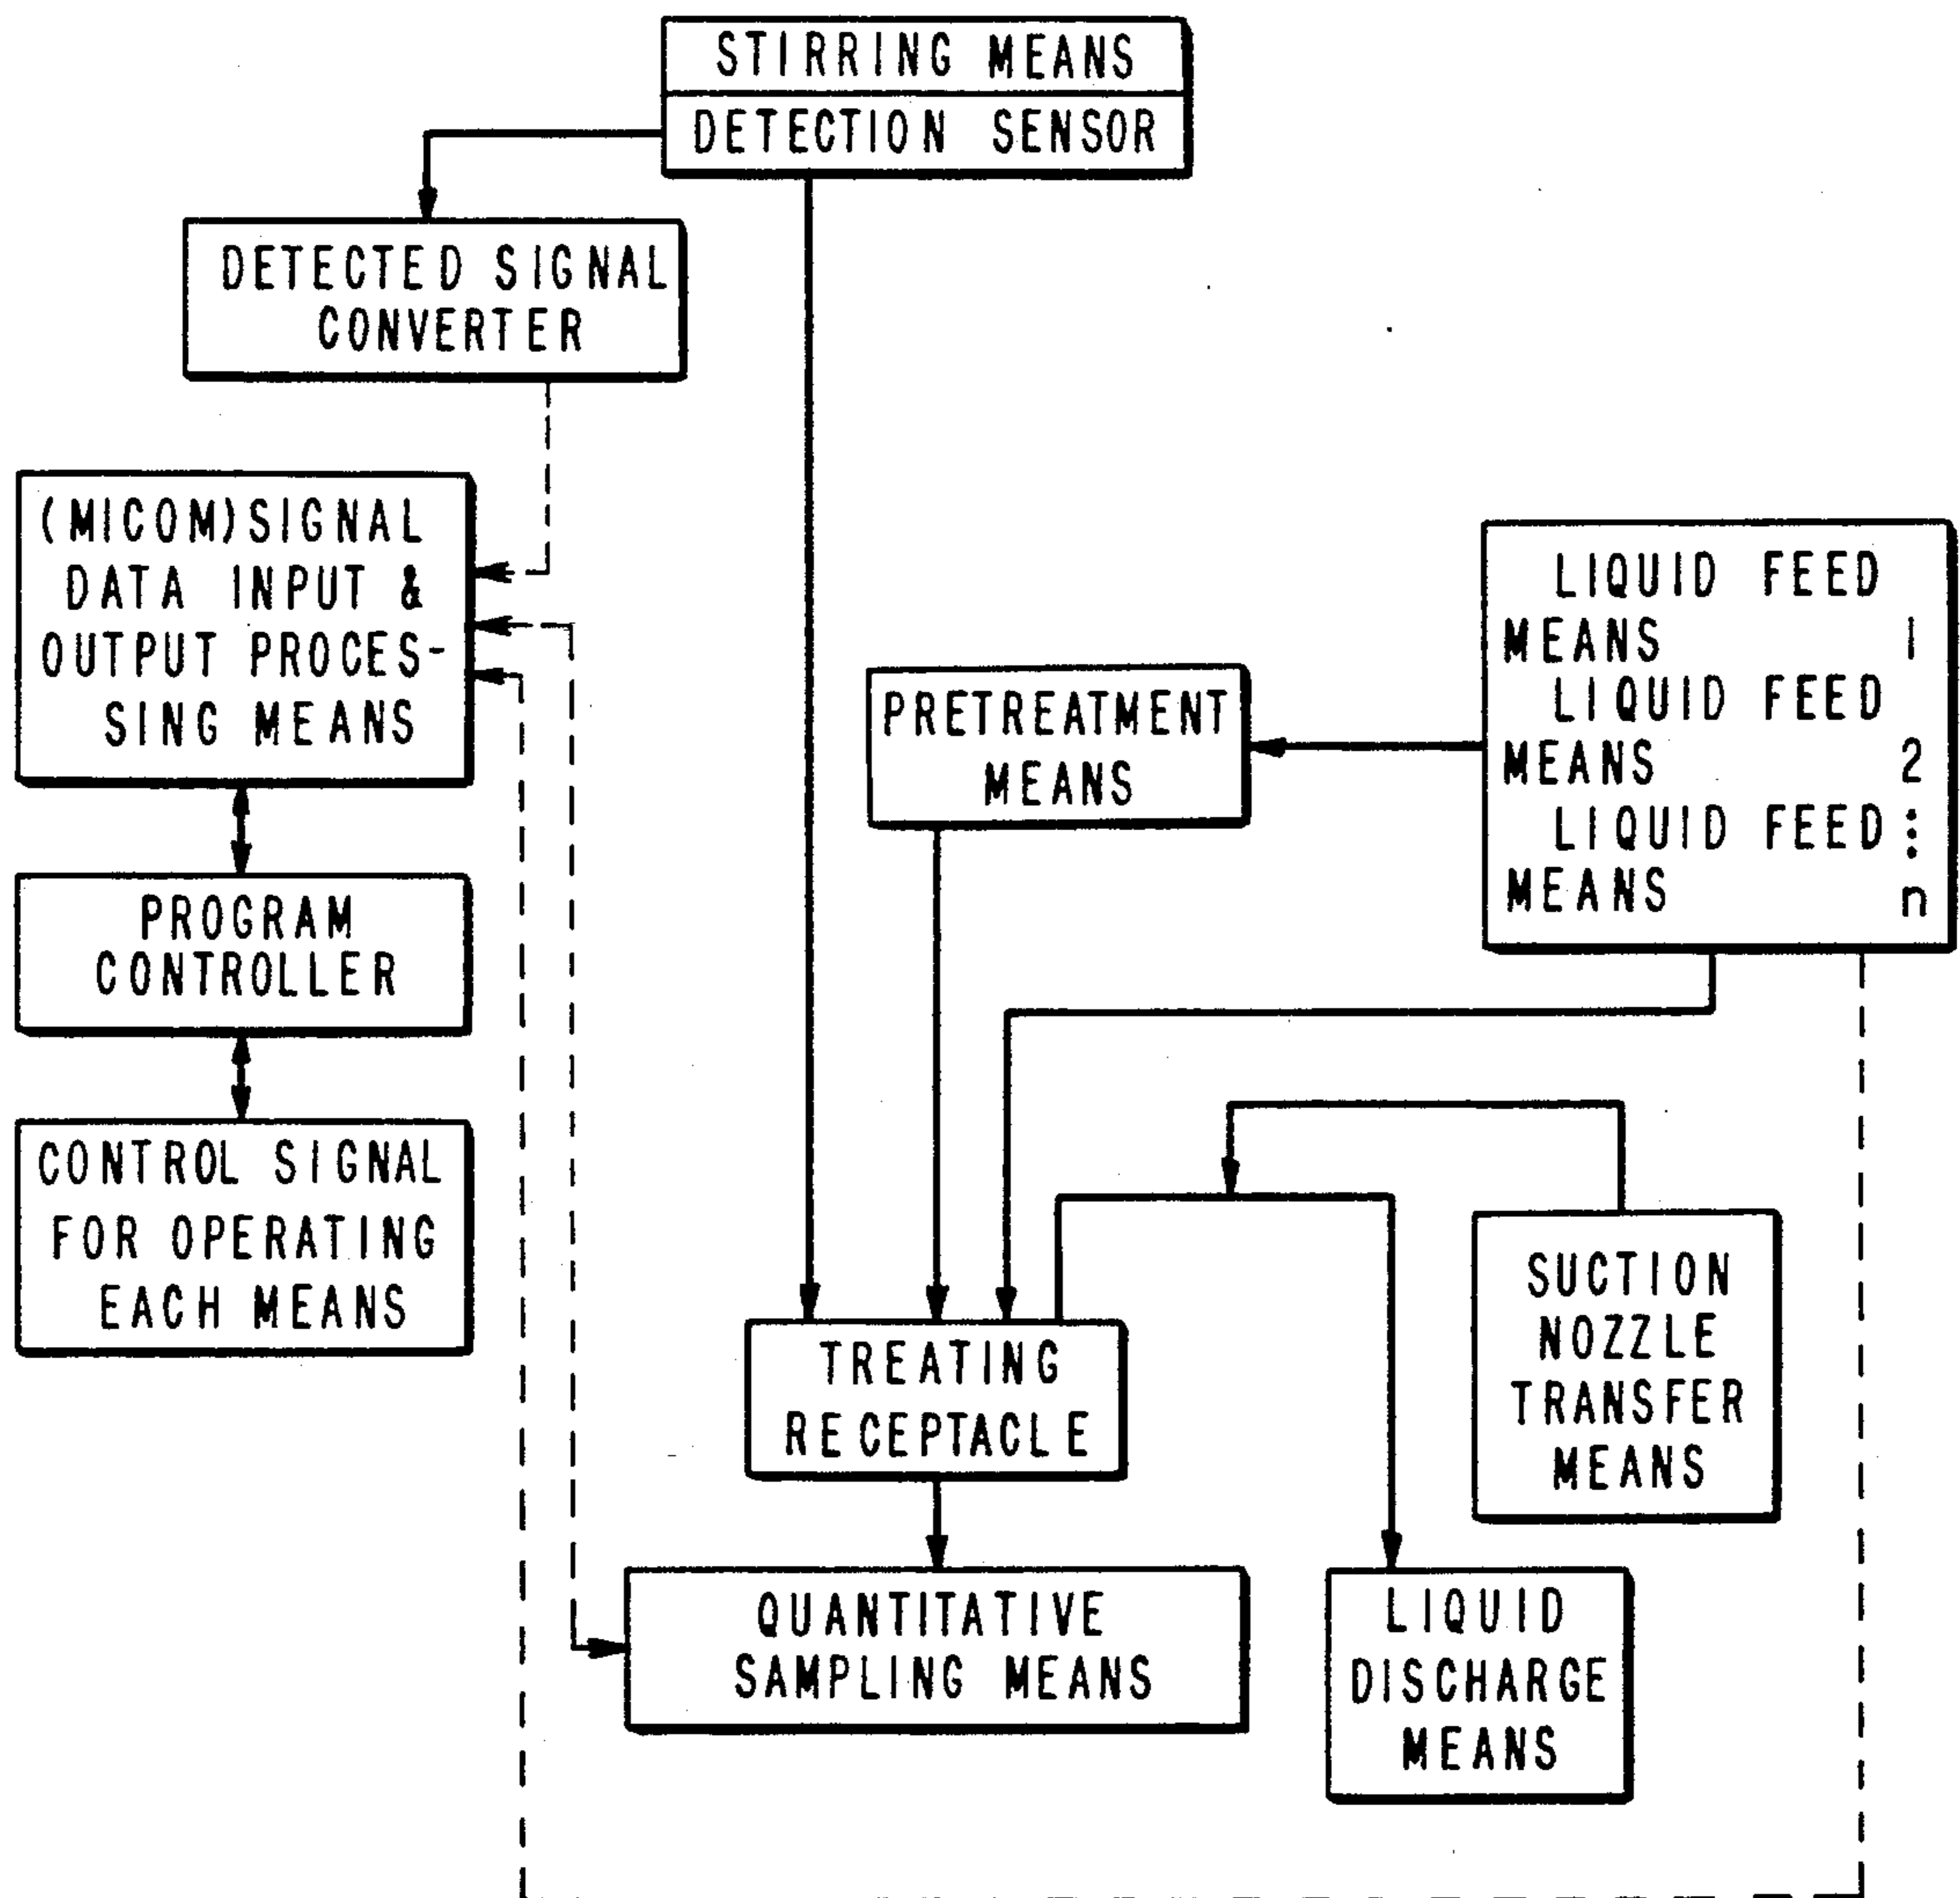 STIRRING MEANS
DETECTION SENSOR
DETECTED SIGNAL
CONVERTER
(MICOM)SIGNAL
DATA INPUT &
OUTPUT PROCES-
SING MEANS
PROGRAM
CONTROLLER
CONTROL SIGNAL
FOR OPERATING
EACH MEANS
PRETREATMENT
MEANS
LIQUID FEED
MEANS 1
LIQUID FEED
MEANS 2
LIQUID FEED ⋮
MEANS n
TREATING
RECEPTACLE
SUCTION
NOZZLE
TRANSFER
MEANS
QUANTITATIVE
SAMPLING MEANS
LIQUID
DISCHARGE
MEANS